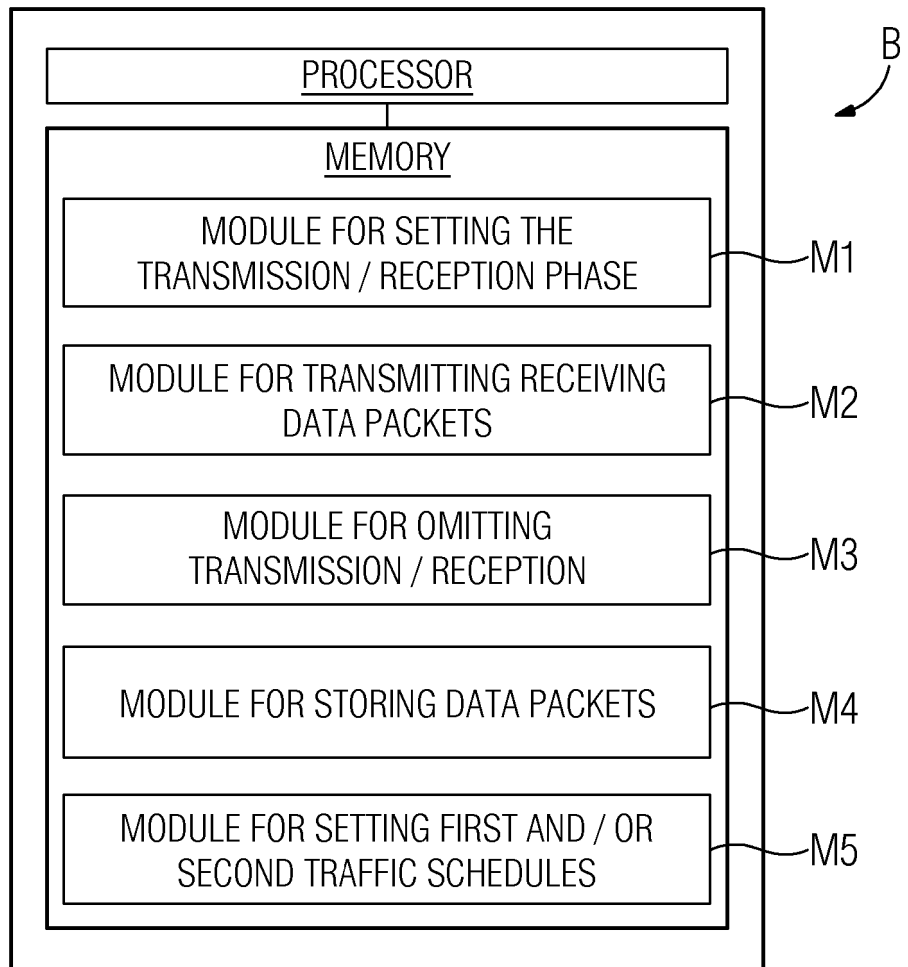 B
PROCESSOR
MEMORY
MODULE FOR SETTING THE
TRANSMISSION / RECEPTION PHASE
M1
MODULE FOR TRANSMITTING RECEIVING
DATA PACKETS
M2
MODULE FOR OMITTING
TRANSMISSION / RECEPTION
M3
MODULE FOR STORING DATA PACKETS
M4
MODULE FOR SETTING FIRST AND / OR
SECOND TRAFFIC SCHEDULES
M5